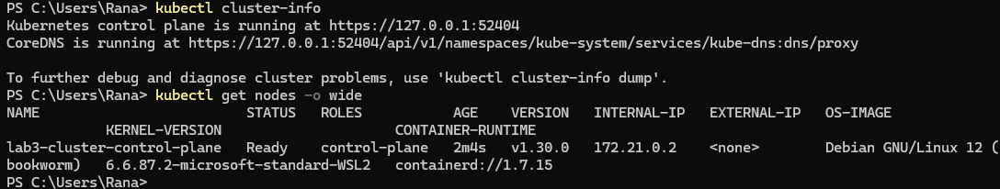 PS C:\Users\Rana> kubectl cluster-info
Kubernetes control plane is running at https://127.0.0.1:52404
CoreDNS is running at https://127.0.0.1:52404/api/v1/namespaces/kube-system/services/kube-dns:dns/proxy

To further debug and diagnose cluster problems, use 'kubectl cluster-info dump'.
PS C:\Users\Rana> kubectl get nodes -o wide
NAME                         STATUS   ROLES           AGE    VERSION   INTERNAL-IP   EXTERNAL-IP   OS-IMAGE
          KERNEL-VERSION                     CONTAINER-RUNTIME
lab3-cluster-control-plane   Ready    control-plane   2m4s   v1.30.0   172.21.0.2    <none>        Debian GNU/Linux 12 (
bookworm)   6.6.87.2-microsoft-standard-WSL2   containerd://1.7.15
PS C:\Users\Rana>